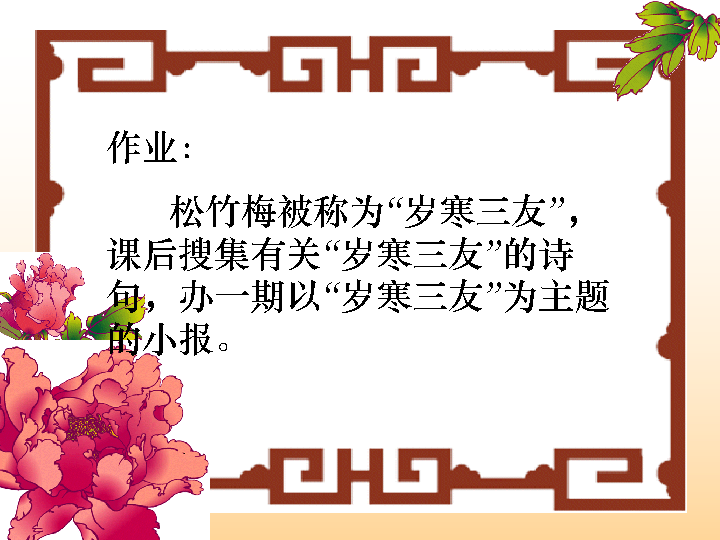 作业：
松竹梅被称为“岁寒三友”，
课后搜集有关“岁寒三友”的诗
句，办一期以“岁寒三友”为主题
的小报。